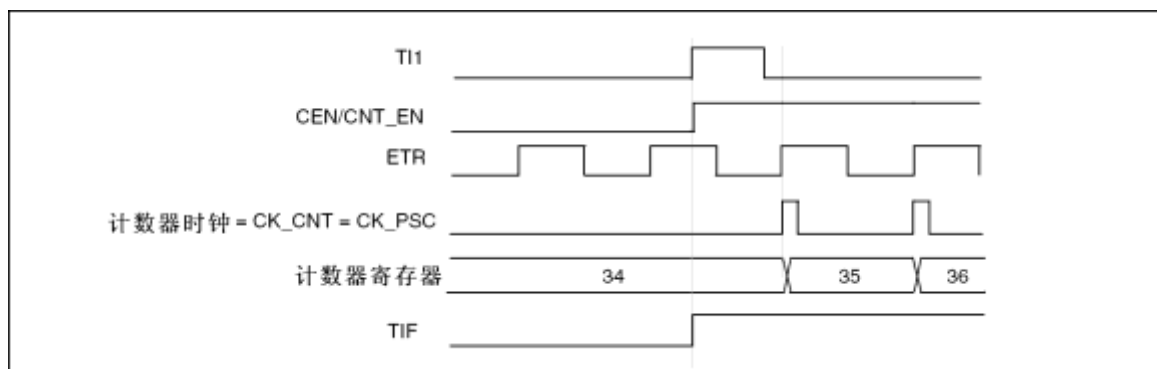 TI1
CEN/CNT_EN
ETR
计数器时钟 = CK_CNT = CK_PSC
计数器寄存器 34 35 36
TIF